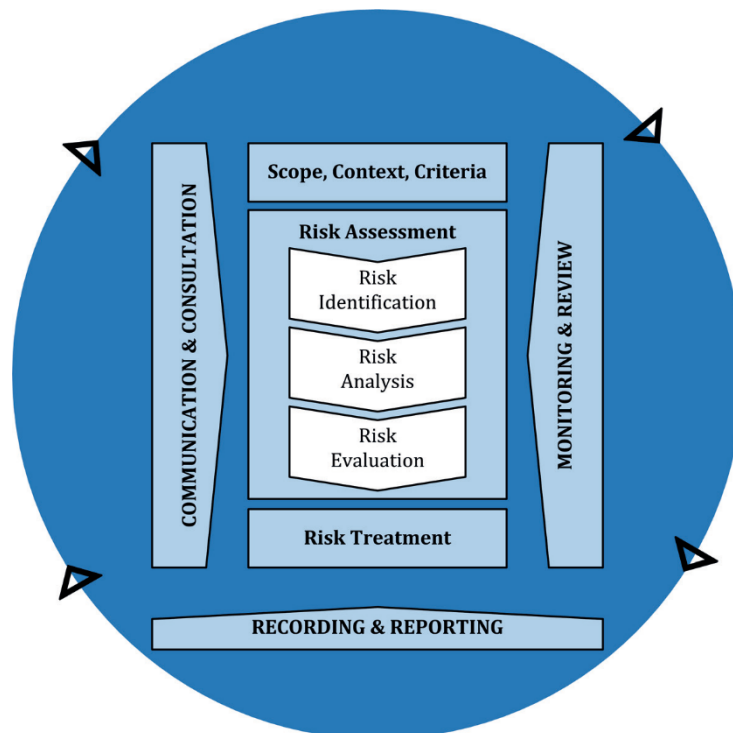 Scope, Context, Criteria
Risk Assessment
Risk
Identification
Risk
Analysis
Risk
Evaluation
Risk Treatment
COMMUNICATION & CONSULTATION
MONITORING & REVIEW
RECORDING & REPORTING